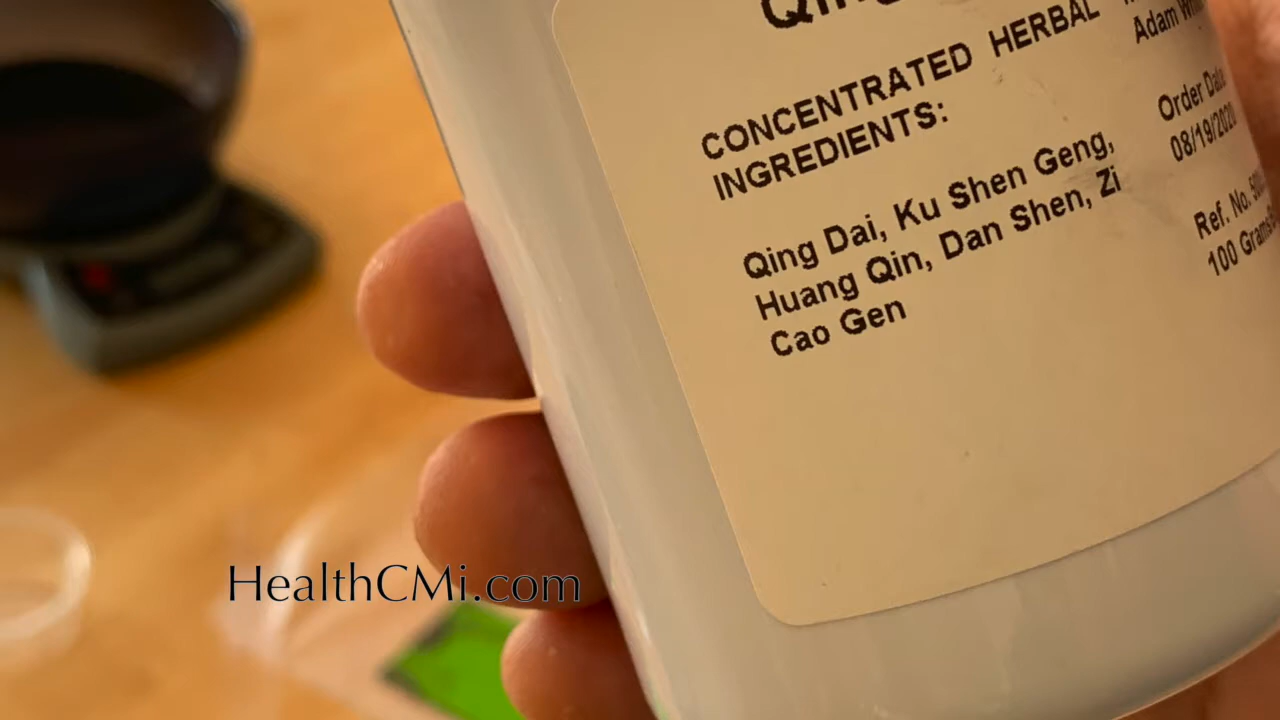 CONCENTRATED HERBAL
INGREDIENTS:
Qing Dai, Ku Shen Geng,
Huang Qin, Dan Shen, Zi
Cao Gen
Adam
Order Date
08/19/2020
Ref. No.
100 Grams
HealthCMi.com